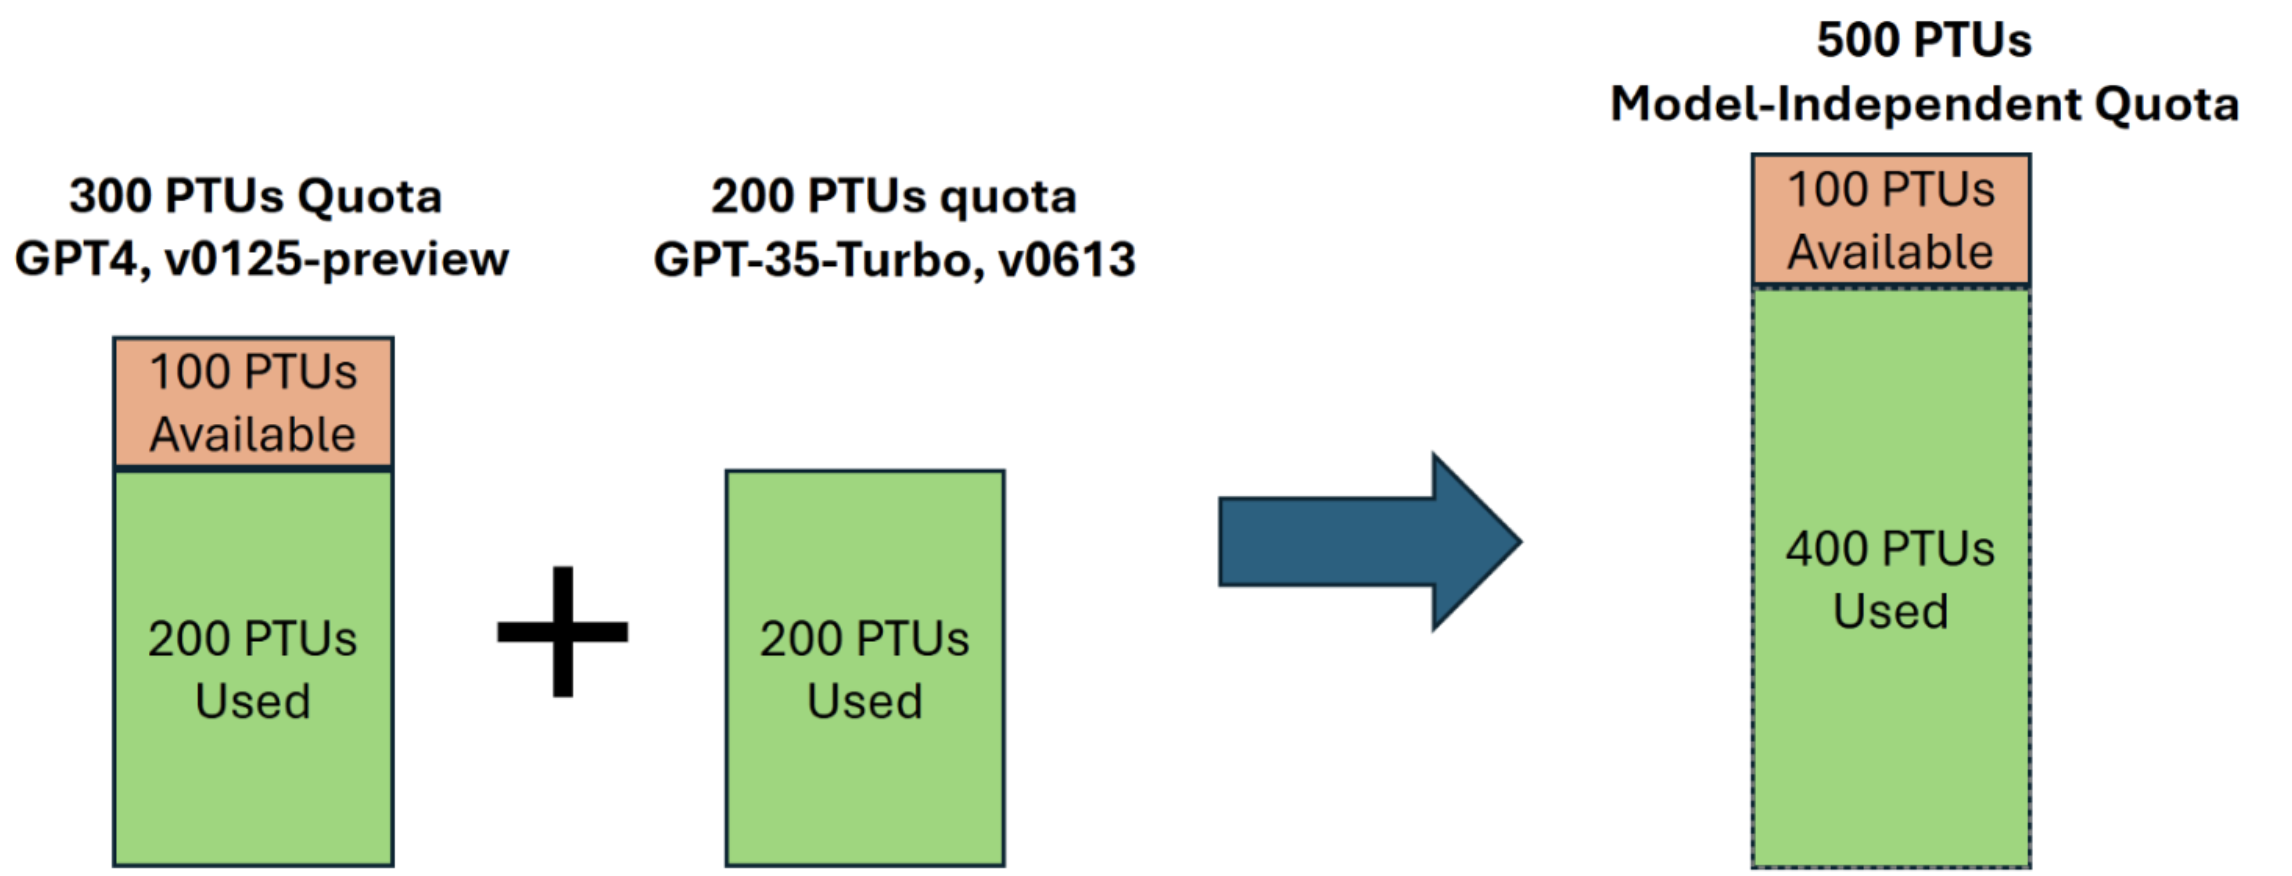 300 PTUs Quota
GPT4, v0125-preview
100 PTUs
Available
200 PTUs
Used
200 PTUs quota
GPT-35-Turbo, v0613
200 PTUs
Used
500 PTUs
Model-Independent Quota
100 PTUs
Available
400 PTUs
Used